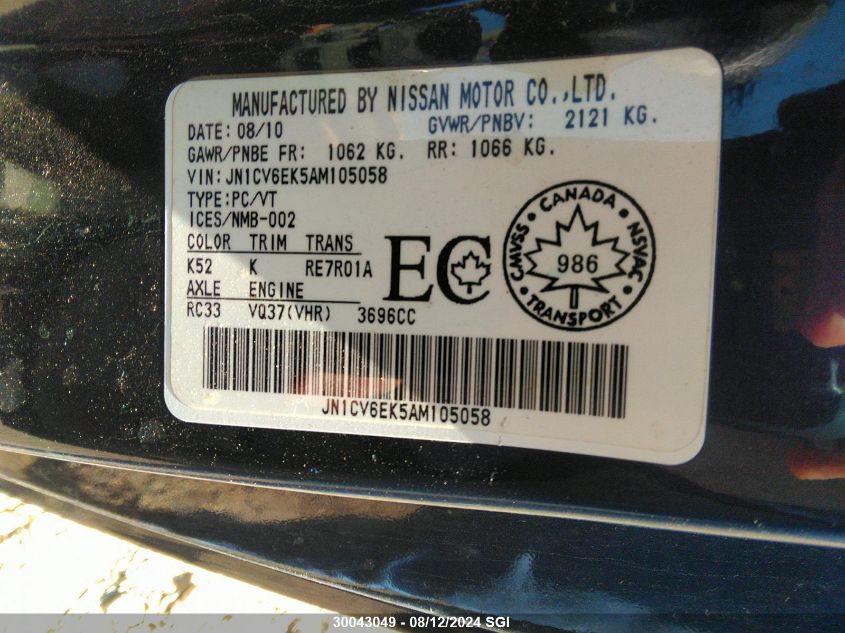 MANUFACTURED BY NISSAN MOTOR CO.,LTD.
DATE: 08/10 GVWR/PNBV: 2121 KG.
GAWR/PNBE FR: 1062 KG. RR: 1066 KG.
VIN: JN1CV6EK5AM105058
TYPE:PC/VT
ICES/NMB-002
COLOR TRIM TRANS
K52 K RE7R01A
AXLE ENGINE
RC33 VQ37(VHR) 3696CC
EC
CANADA
CMVSS
NSVAC
986
TRANSPORT
JN1CV6EK5AM105058
30043049 - 08/12/2024 SGI